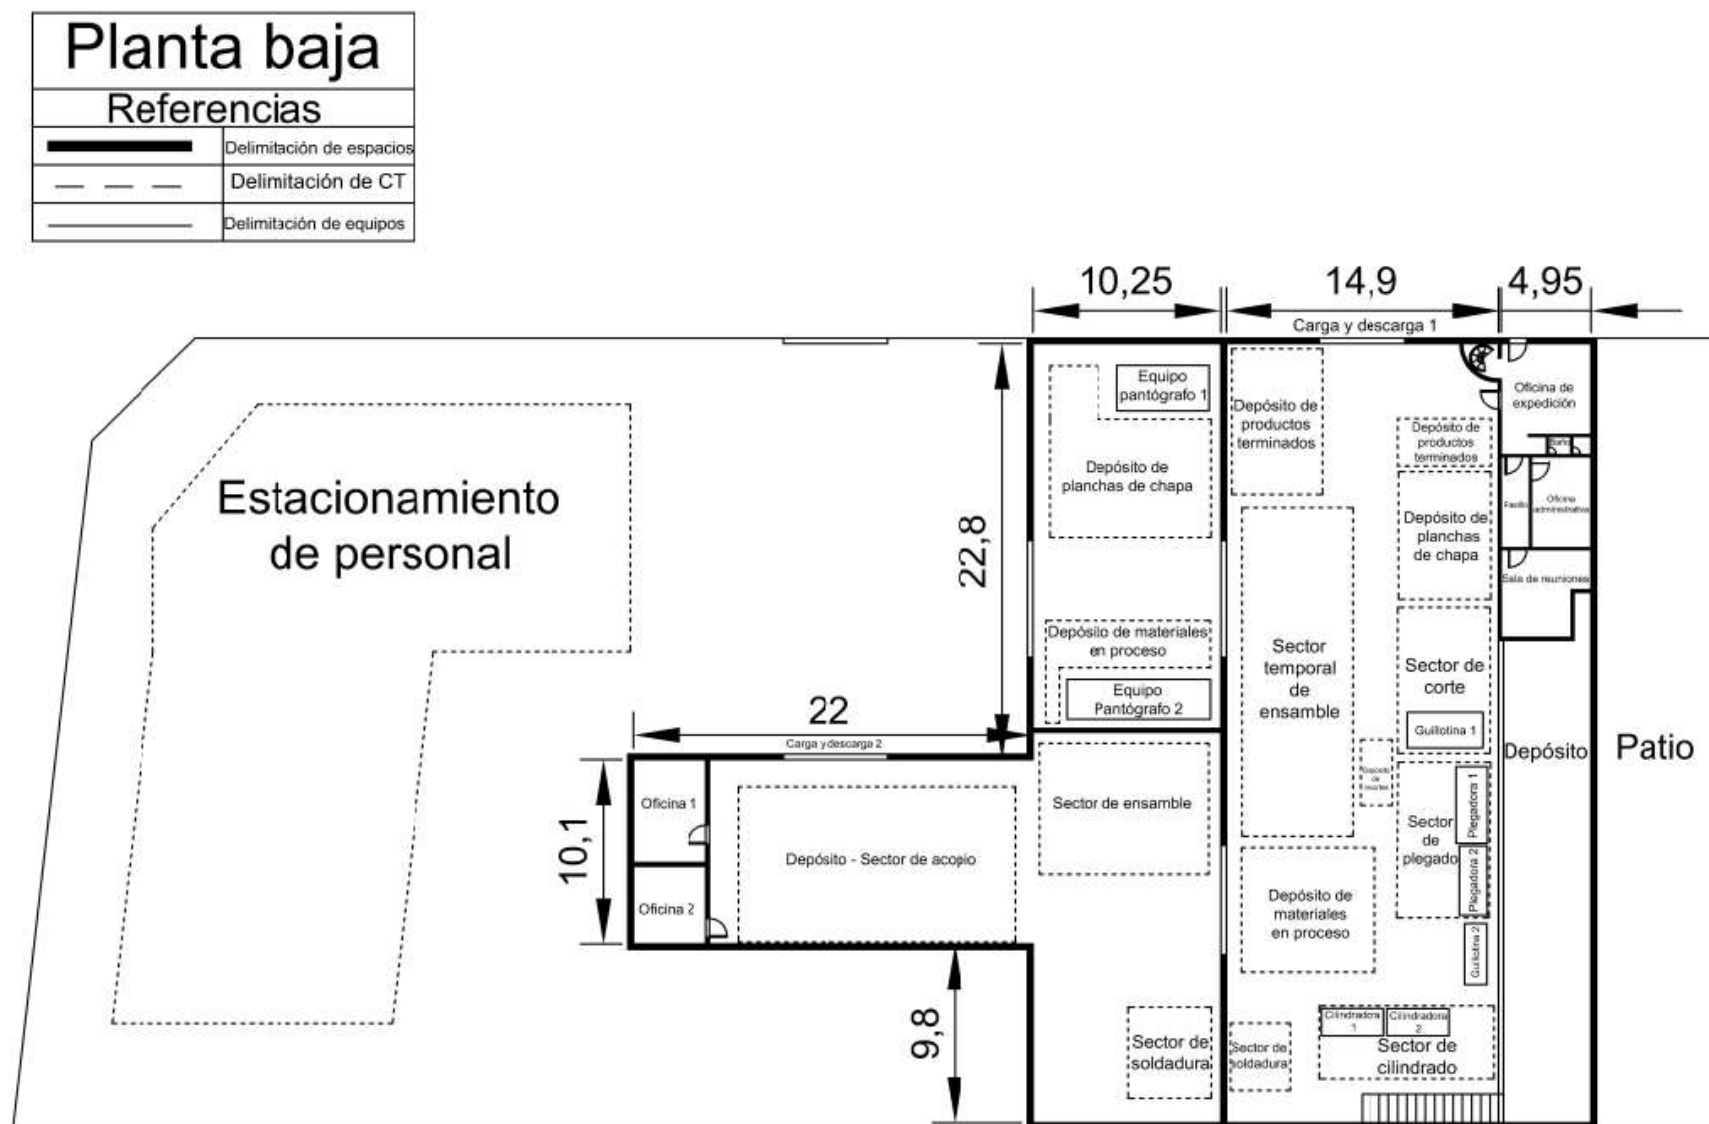 Planta baja
Referencias
Delimitación de espacios
Delimitación de CT
Delimitación de equipos
10,25
14,9
4,95
Carga y descarga 1
Equipo
pantógrafo 1
Depósito de
planchas de chapa
22,8
Depósito de materiales
en proceso
Equipo
Pantógrafo 2
Depósito de
productos
terminados
Depósito de
productos
terminados
Oficina de
expedición
Baño
Pasillo
Oficina
administrativa
Depósito de
planchas
de chapa
Sala de reuniones
Sector
temporal
de
ensamble
Sector de
corte
Guillotina 1
Depósito
Patio
Estacionamiento
de personal
22
Carga y descarga 2
10,1
Oficina 1
Oficina 2
Depósito - Sector de acopio
Sector de ensamble
Depósito
de
Sector
de
plegado
Plegadora 1
Plegadora 2
Guillotina 2
Depósito de
materiales
en proceso
9,8
Sector de
soldadura
Sector de
soldadura
Cilindradora
1
Cilindradora
2
Sector de
cilindrado